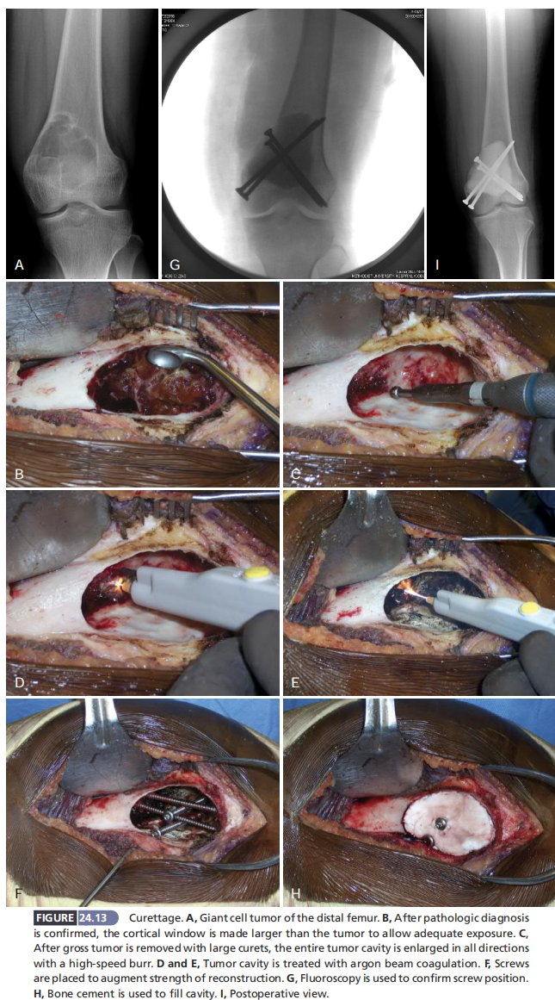 A
G
I
B
C
D
E
F
H
FIGURE 24.13 Curettage. A, Giant cell tumor of the distal femur. B, After pathologic diagnosis
is confirmed, the cortical window is made larger than the tumor to allow adequate exposure. C,
After gross tumor is removed with large curets, the entire tumor cavity is enlarged in all directions
with a high-speed burr. D and E, Tumor cavity is treated with argon beam coagulation. F, Screws
are placed to augment strength of reconstruction. G, Fluoroscopy is used to confirm screw position.
H, Bone cement is used to fill cavity. I, Postoperative view.